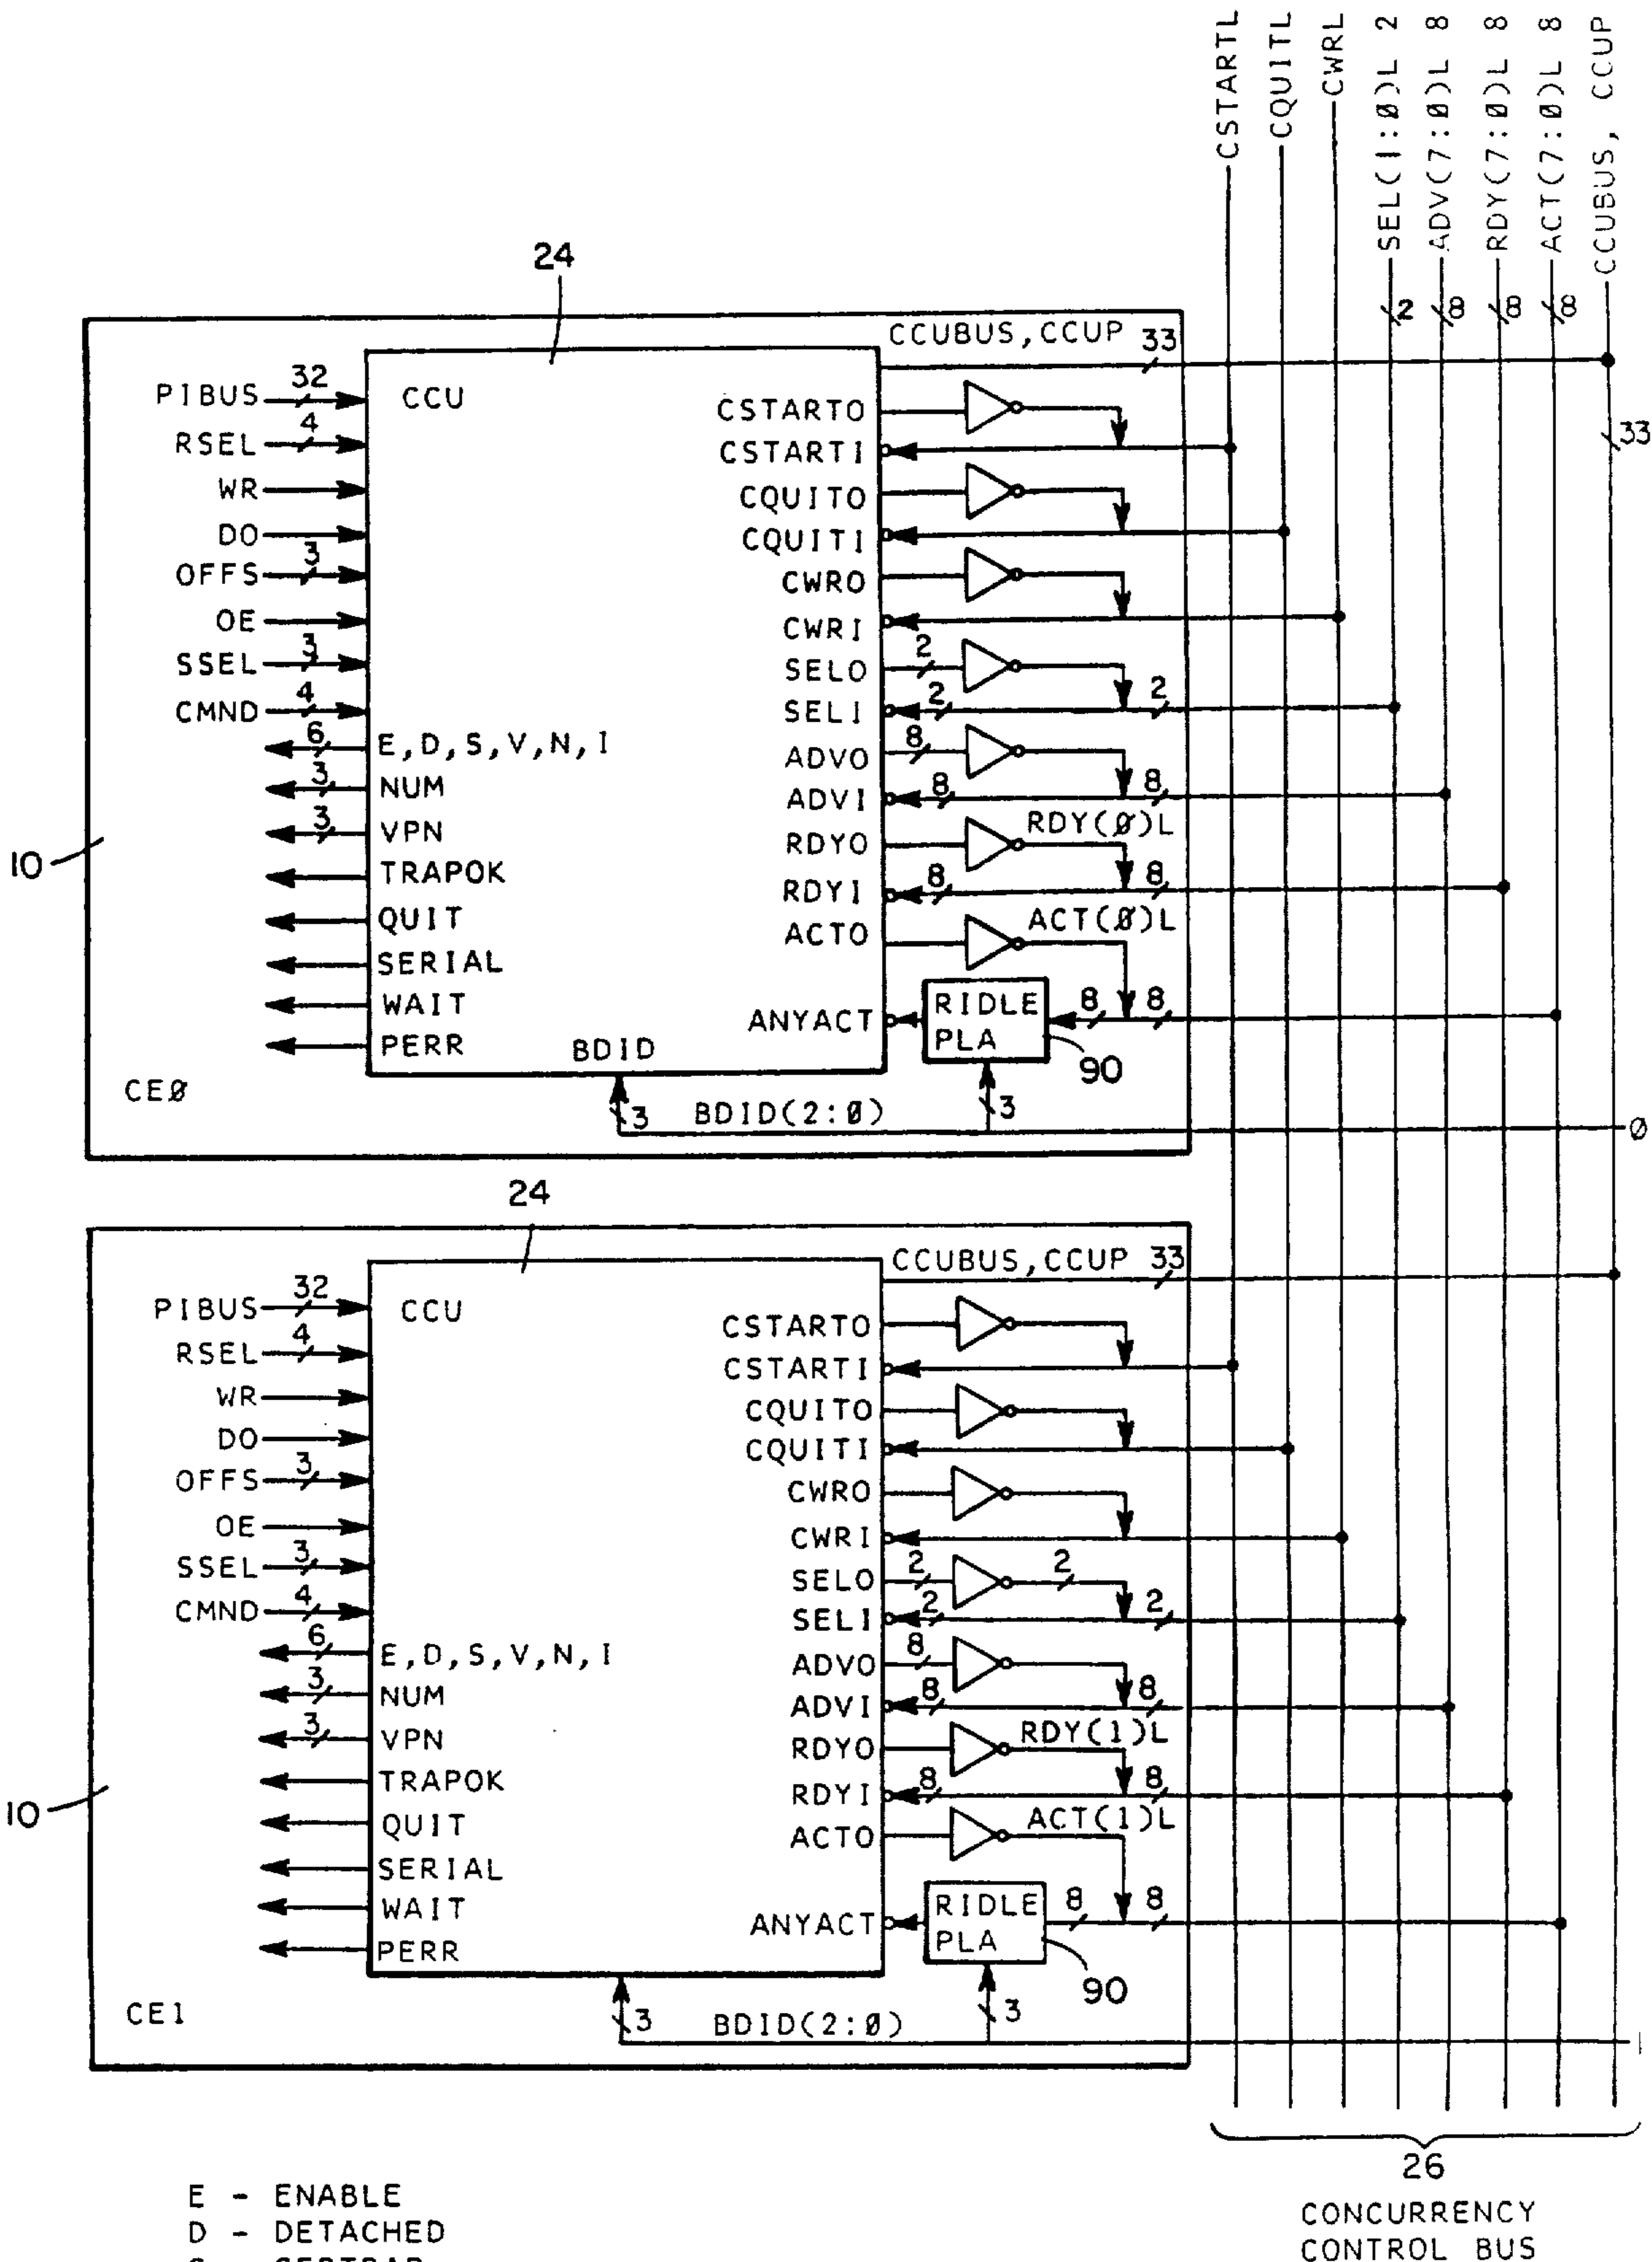 CSTARTL
CQUITL
CWRL
SEL(1:Ø)L 2
ADV(7:Ø)L 8
RDY(7:Ø)L 8
ACT(7:Ø)L 8
CCUBUS, CCUP
2
8
8
8
33
24
10
CCUBUS,CCUP 33
CCU
PIBUS 32
RSEL 4
WR
DO
OFFS 3
OE
SSEL 3
CMND 4
6 E,D,S,V,N,I
3 NUM
3 VPN
TRAPOK
QUIT
SERIAL
WAIT
PERR
CSTARTO
CSTARTI
CQUITO
CQUITI
CWRO
CWRI
SELO 2
SELI 2 2
ADVO 8
ADVI 8 8
RDYO RDY(Ø)L
RDYI 8 8
ACTO ACT(Ø)L
ANYACT RIDLE PLA 8 8
90
BDID
3 BDID(2:Ø) 3
Ø
CEØ
24
10
CCUBUS,CCUP 33
CCU
PIBUS 32
RSEL 4
WR
DO
OFFS 3
OE
SSEL 3
CMND 4
6 E,D,S,V,N,I
3 NUM
3 VPN
TRAPOK
QUIT
SERIAL
WAIT
PERR
CSTARTO
CSTARTI
CQUITO
CQUITI
CWRO
CWRI
SELO 2 2
SELI 2 2
ADVO 8
ADVI 8 8
RDYO RDY(1)L
RDYI 8 8
ACTO ACT(1)L
ANYACT RIDLE PLA 8 8
90
3 BDID(2:Ø) 3
1
CE1
26
CONCURRENCY
CONTROL BUS
E - ENABLE
D - DETACHED